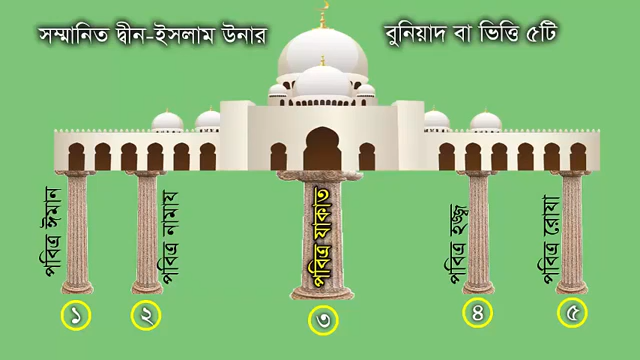 সম্মানিত দ্বীন-ইসলাম উনার
বুনিয়াদ বা ভিত্তি ৫টি
পবিত্র ঈমান
পবিত্র নামায
পবিত্র যাকাত
পবিত্র হজ্জ্ব
পবিত্র রোযা
১
২
৩
৪
৫